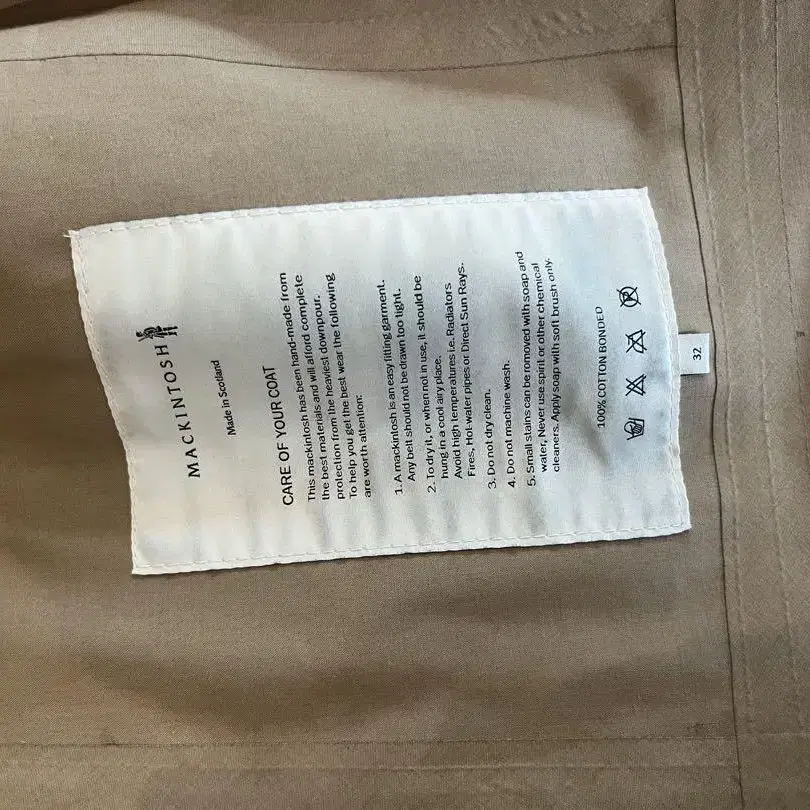 MACKINTOSH
Made in Scotland
CARE OF YOUR COAT
This mackintosh has been hand-made from
the best materials and will afford complete
protection from the heaviest downpour.
To help you get the best wear the following
are worth attention:
1. A mackintosh is an easy fitting garment.
Any belt should not be drawn too tight.
2. To dry it, or when not in use, it should be
hung in a cool airy place.
Avoid high temperatures i.e. Radiators
Fires, Hot-water pipes or Direct Sun Rays.
3. Do not dry clean.
4. Do not machine wash.
5. Small stains can be removed with soap and
water, Never use spirit or other chemical
cleaners. Apply soap with soft brush only.
100% COTTON BONDED
32